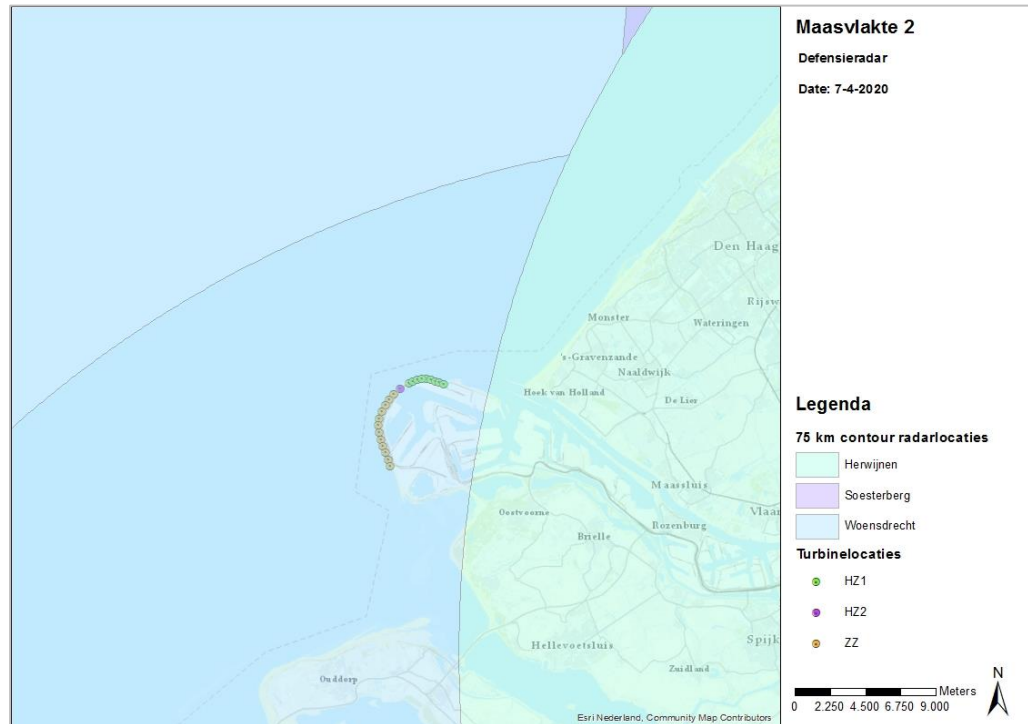 Maasvlakte 2
Defensieradar
Date: 7-4-2020
Den Haag
Rijsw
Monster
Wateringen
's-Gravenzande
Naaldwijk
Hoek van Holland
De Lier
Maassluis
Vlaar
Oostvoorne
Rozenburg
Brielle
Hellevoetsluis
Spijk
Zuidland
Ouddorp
Esri Nederland, Community Map Contributors
Legenda
75 km contour radarlocaties
Herwijnen
Soesterberg
Woensdrecht
Turbinelocaties
HZ1
HZ2
ZZ
N
Meters
0 2.250 4.500 6.750 9.000